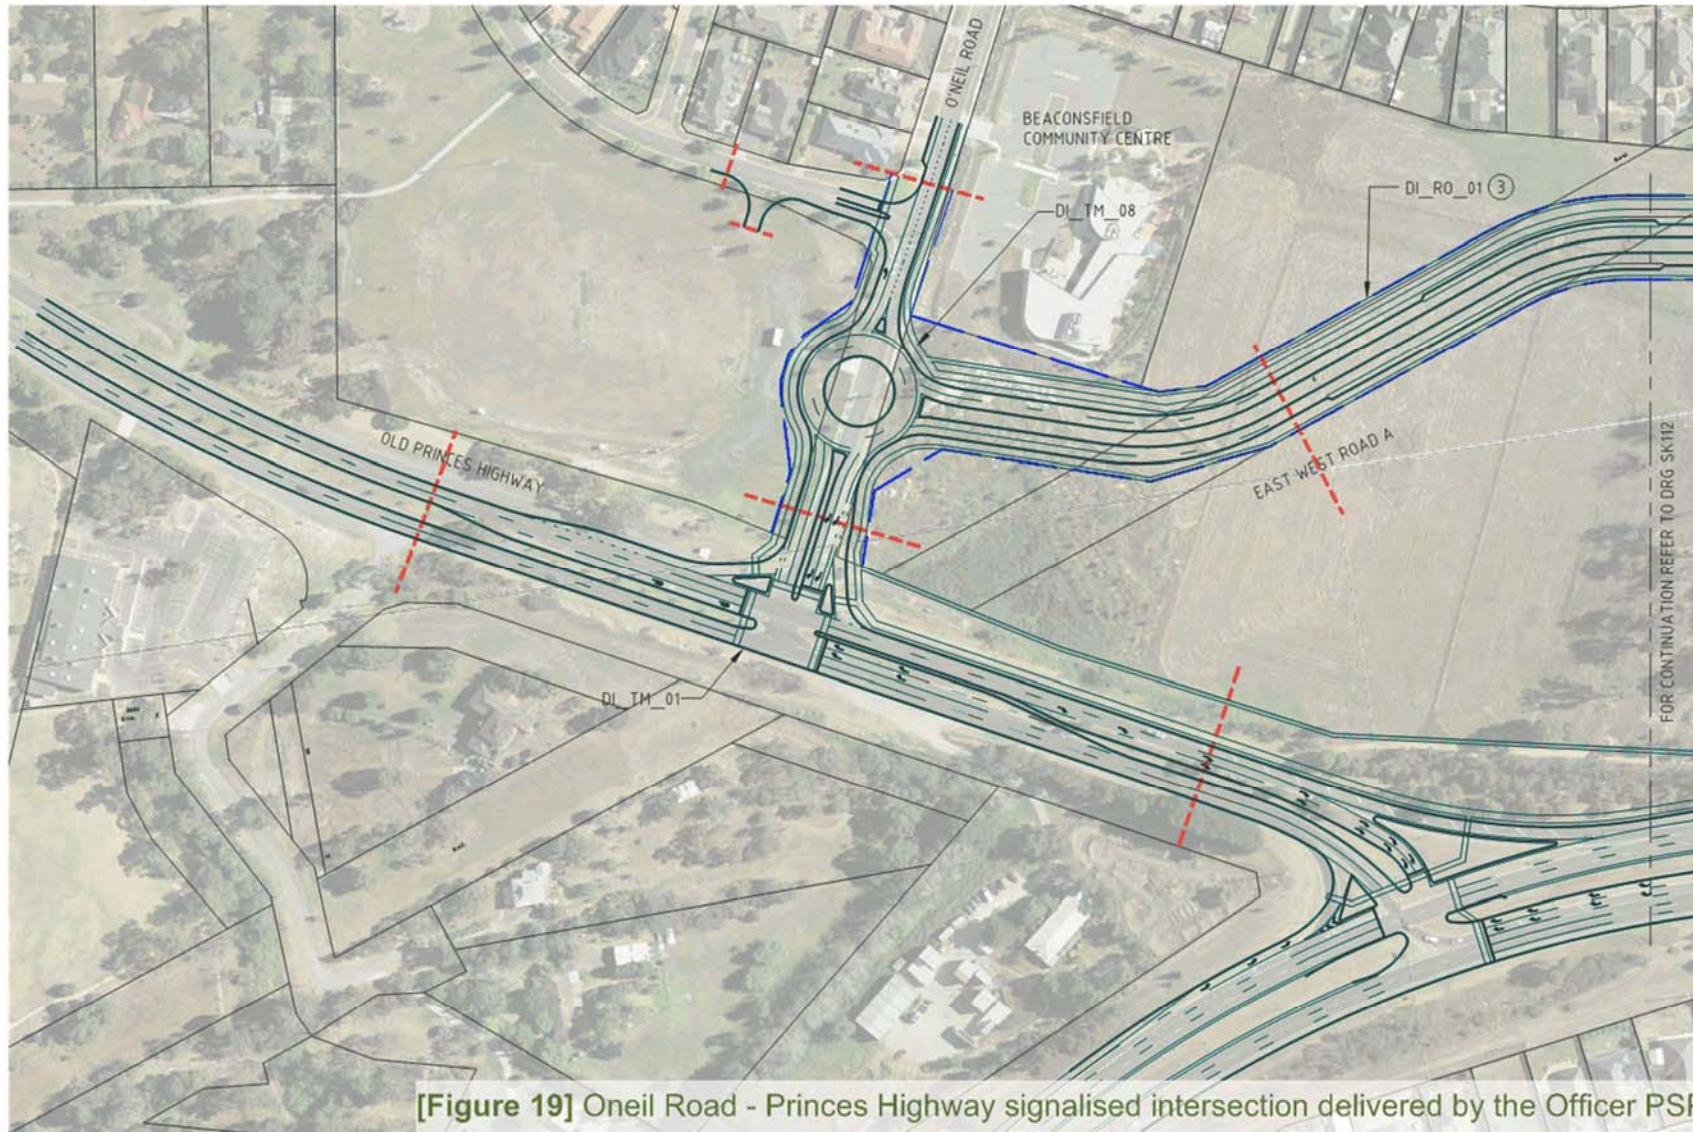 O'NEIL ROAD
BEACONSFIELD
COMMUNITY CENTRE
DI_RO_01 3
DI_TM_08
OLD PRINCES HIGHWAY
EAST WEST ROAD A
FOR CONTINUATION REFER TO DRG SK112
DI_TM_01
[Figure 19] Oneil Road - Princes Highway signalised intersection delivered by the Officer PSP